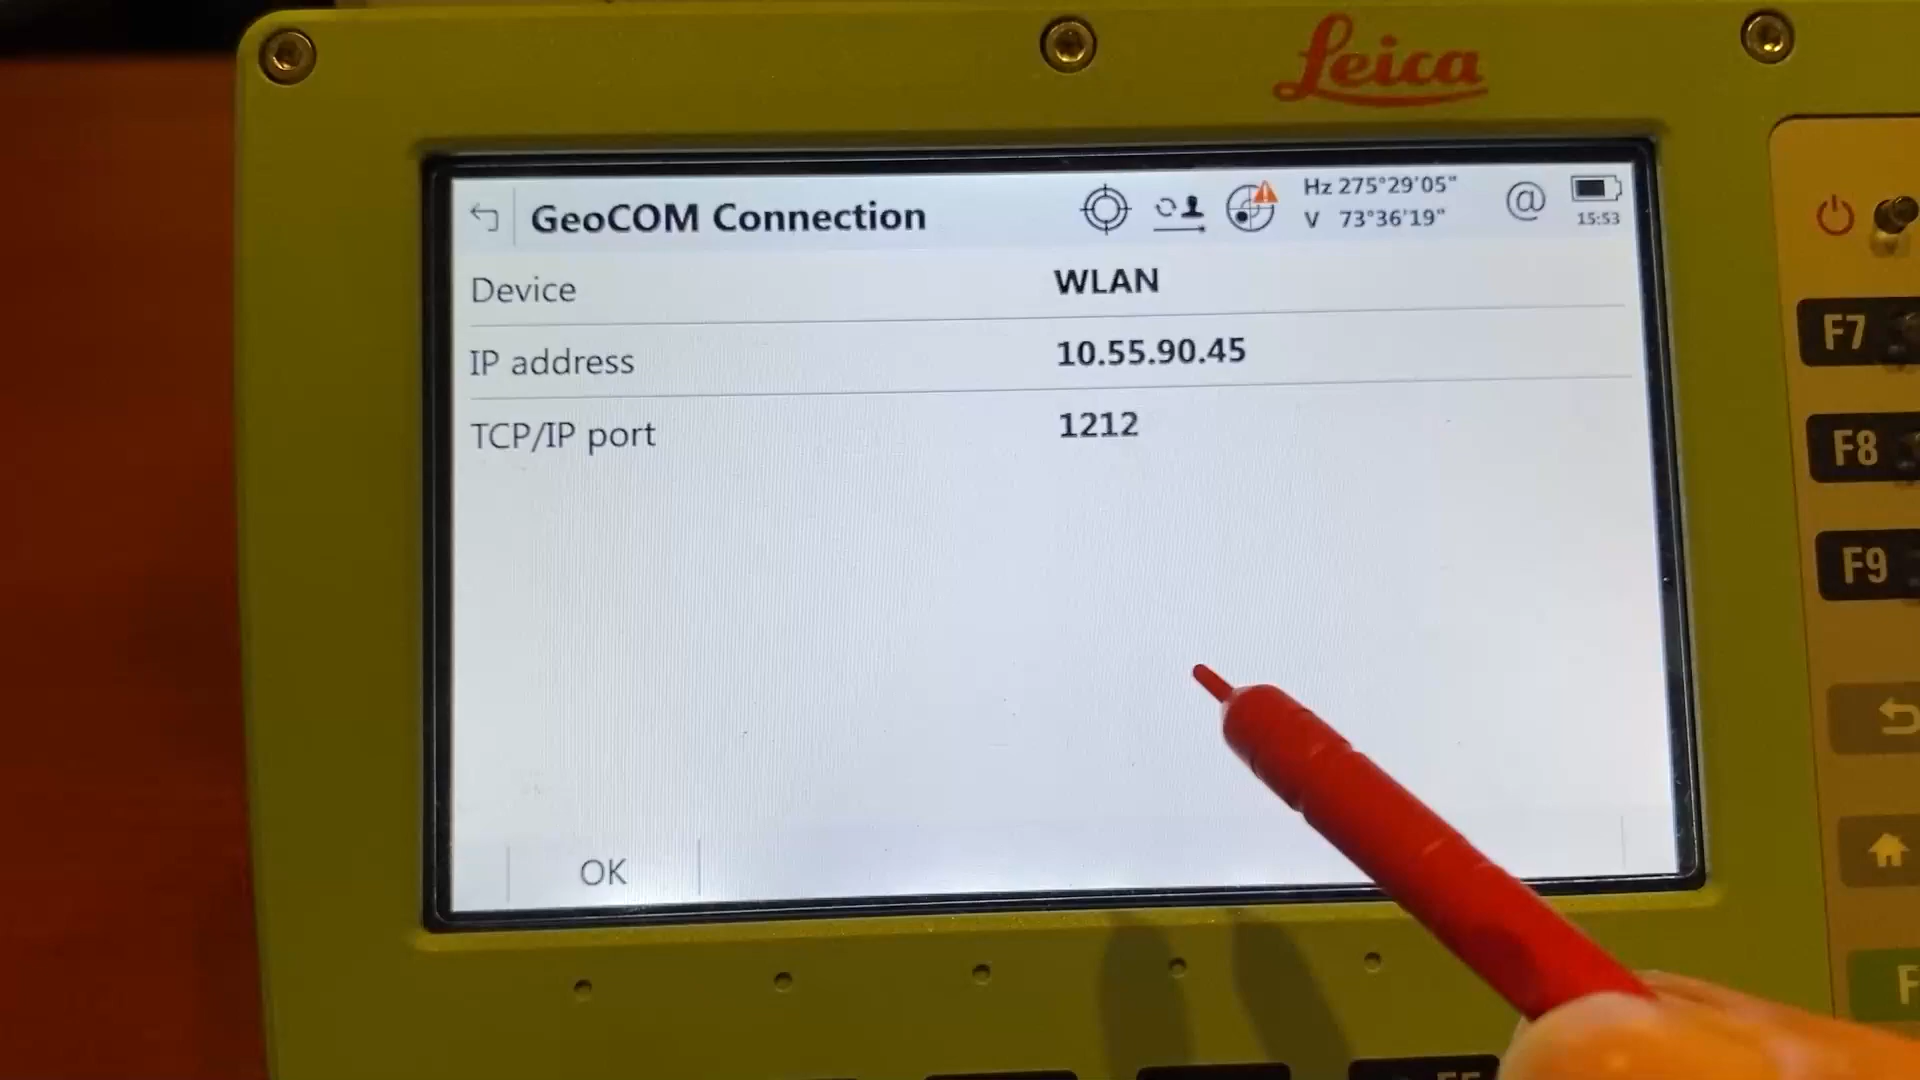 Leica
GeoCOM Connection
Hz 275°29'05"
V 73°36'19"
@
15:53
Device WLAN
IP address 10.55.90.45
TCP/IP port 1212
OK
F7
F8
F9
F